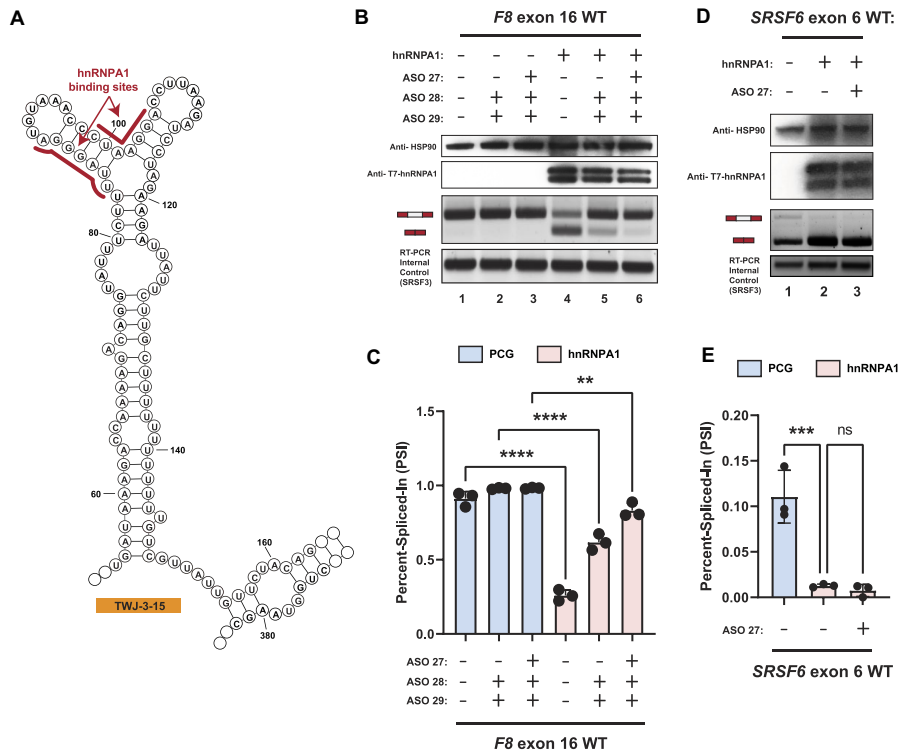 A
hnRNPA1
binding sites
100
120
80
140
60
160
380
TWJ-3-15
B
F8 exon 16 WT
hnRNPA1: – – – + + +
ASO 27: – – + – – +
ASO 28: – + + – + +
ASO 29: – + + – + +
Anti- HSP90
Anti- T7-hnRNPA1
RT-PCR
Internal
Control
(SRSF3)
1 2 3 4 5 6
C
PCG hnRNPA1
**
****
****
Percent-Spliced-In (PSI)
1.5
1.0
0.5
0.0
ASO 27: – – + – – +
ASO 28: – + + – + +
ASO 29: – + + – + +
F8 exon 16 WT
D
SRSF6 exon 6 WT:
hnRNPA1: – + +
ASO 27: – – +
Anti- HSP90
Anti- T7-hnRNPA1
RT-PCR
Internal
Control
(SRSF3)
1 2 3
E
PCG hnRNPA1
*** ns
Percent-Spliced-In (PSI)
0.20
0.15
0.10
0.05
0.00
ASO 27: – – +
SRSF6 exon 6 WT